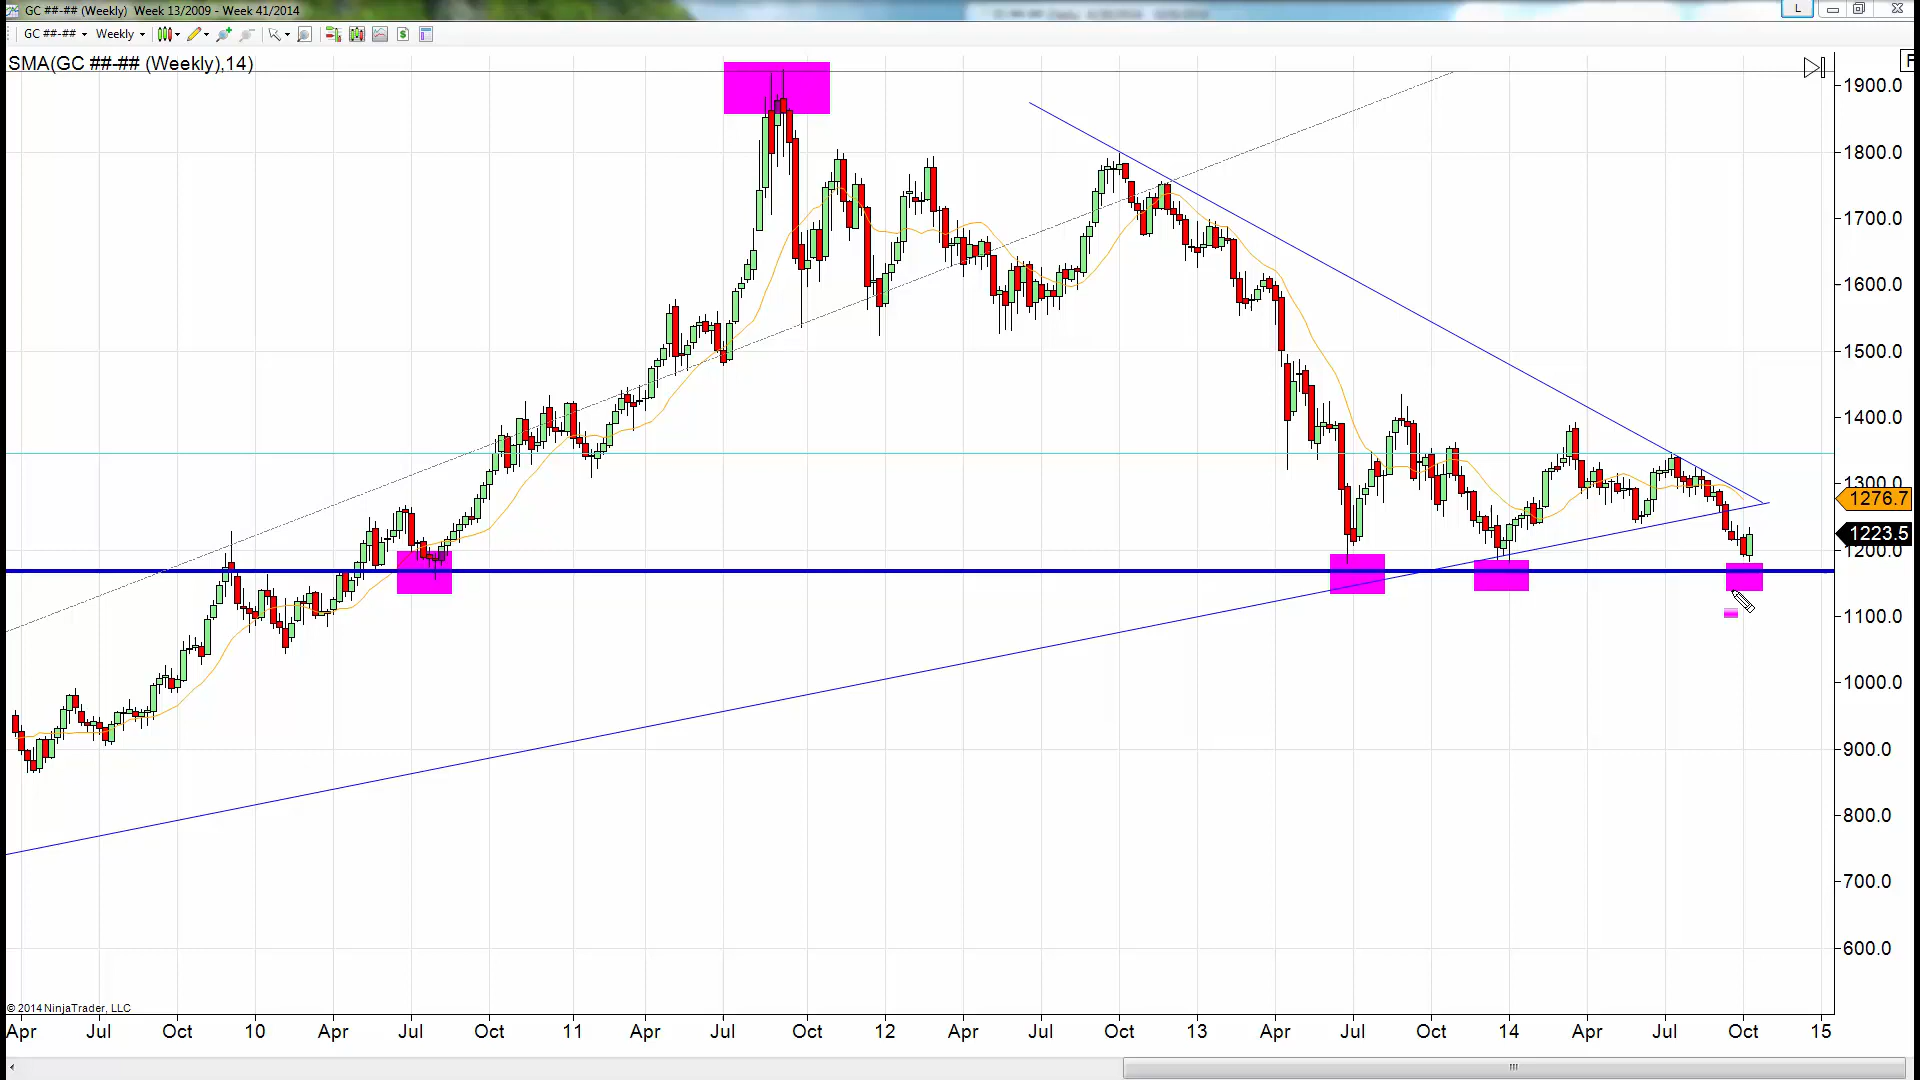 GC ##-## (Weekly)  Week 13/2009 - Week 41/2014
L
GC ##-## Weekly
SMA(GC ##-## (Weekly),14)
F
1900.0
1800.0
1700.0
1600.0
1500.0
1400.0
1300.0
1276.7
1223.5
1200.0
1100.0
1000.0
900.0
800.0
700.0
600.0
© 2014 NinjaTrader, LLC
Apr Jul Oct 10 Apr Jul Oct 11 Apr Jul Oct 12 Apr Jul Oct 13 Apr Jul Oct 14 Apr Jul Oct 15